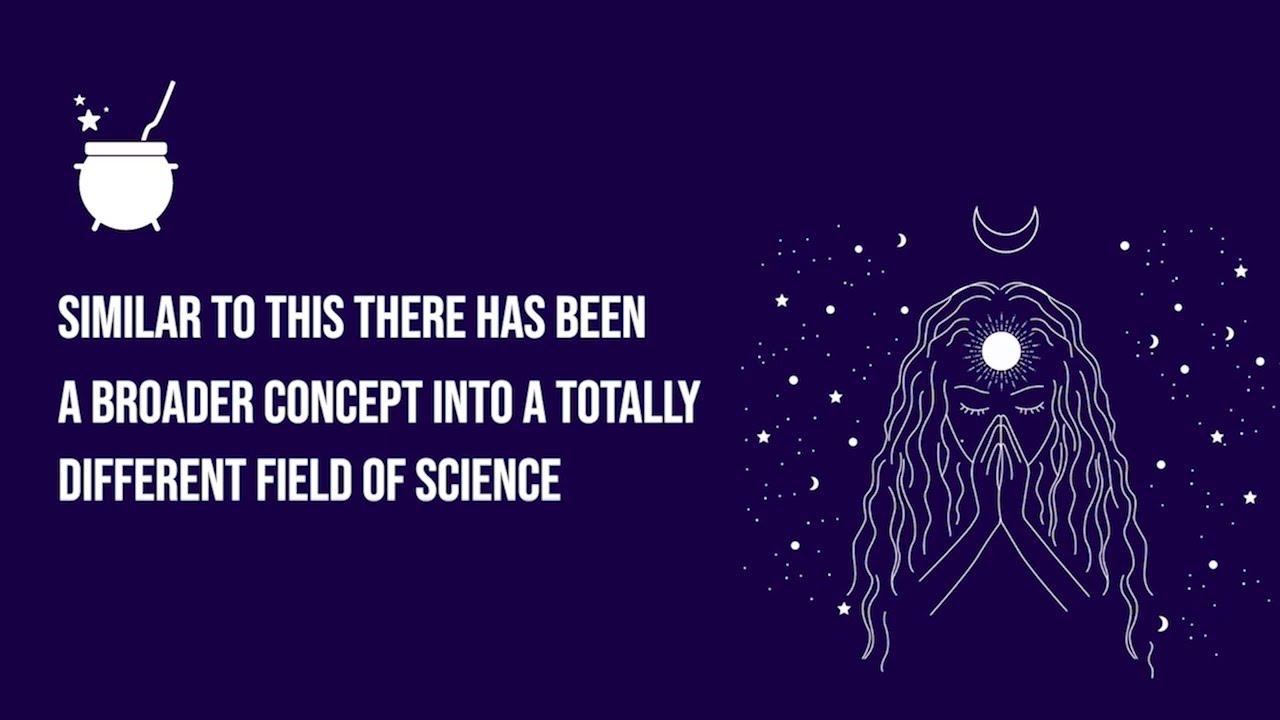 SIMILAR TO THIS THERE HAS BEEN
A BROADER CONCEPT INTO A TOTALLY
DIFFERENT FIELD OF SCIENCE